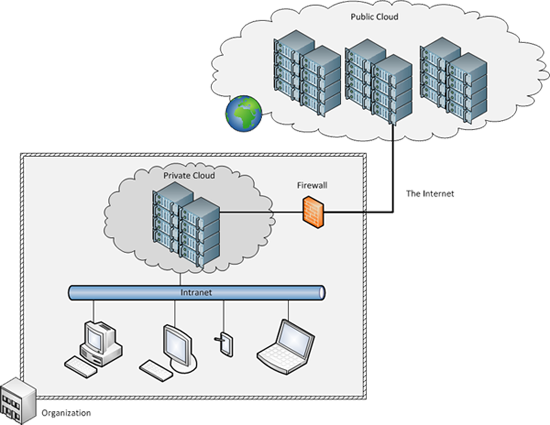 Public Cloud
Private Cloud
Firewall
The Internet
Intranet
Organization